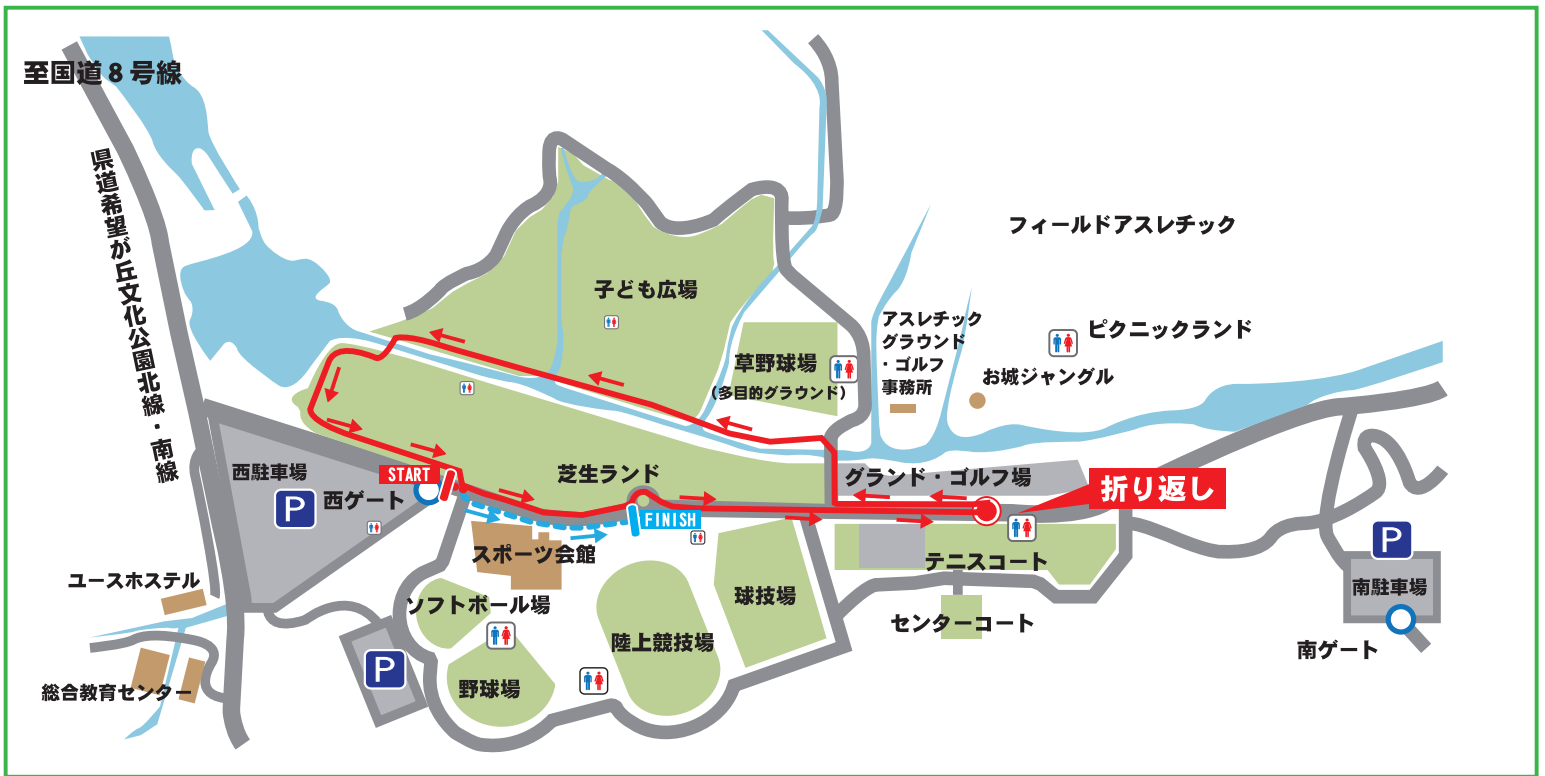 至国道8号線
県道希望が丘文化公園北線・南線
フィールドアスレチック
子ども広場
アスレチック
グラウンド
・ゴルフ
事務所
ピクニックランド
お城ジャングル
草野球場
(多目的グラウンド)
西駐車場
P
西ゲート
START
芝生ランド
グランド・ゴルフ場
折り返し
FINISH
スポーツ会館
テニスコート
P
南駐車場
南ゲート
ユースホステル
ソフトボール場
球技場
センターコート
陸上競技場
P
総合教育センター
野球場